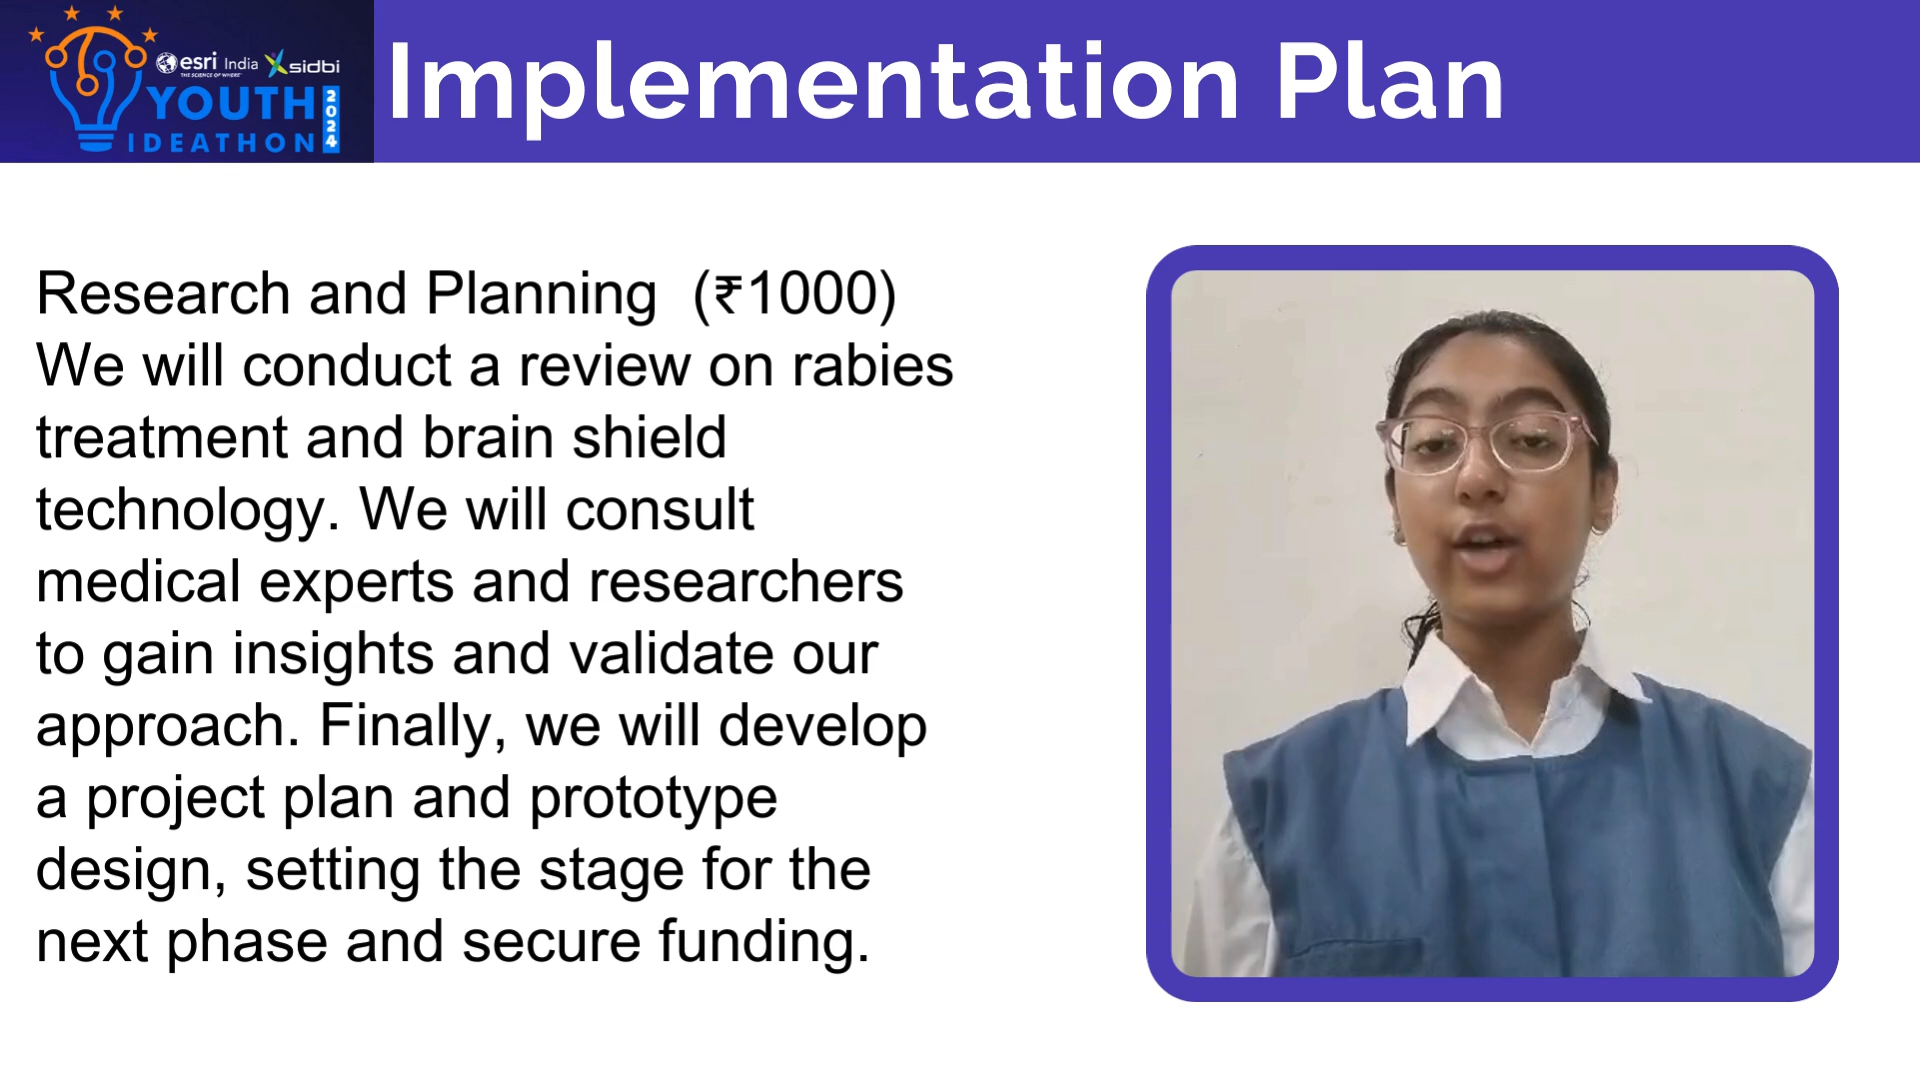 esri India
THE SCIENCE OF WHERE
sidbi
YOUTH
IDEATHON
2024
Implementation Plan
Research and Planning (₹1000)
We will conduct a review on rabies
treatment and brain shield
technology. We will consult
medical experts and researchers
to gain insights and validate our
approach. Finally, we will develop
a project plan and prototype
design, setting the stage for the
next phase and secure funding.